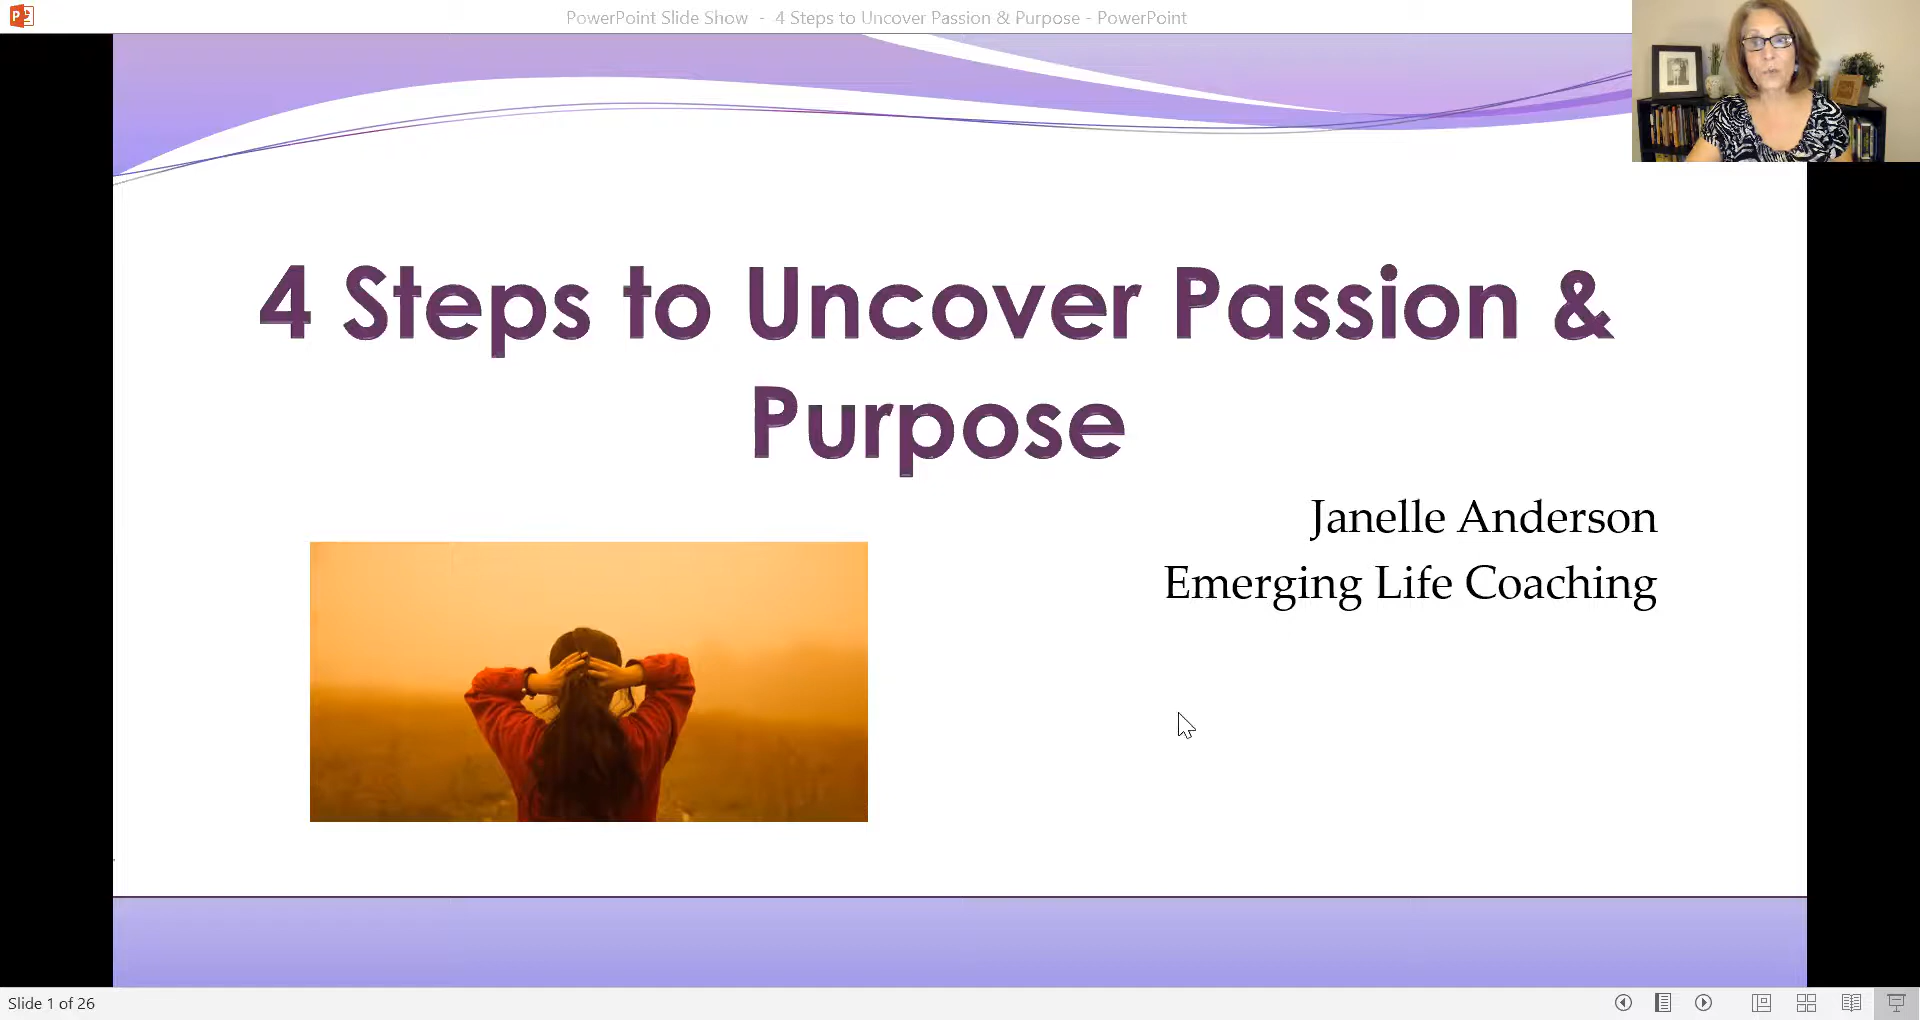 PowerPoint Slide Show - 4 Steps to Uncover Passion & Purpose - PowerPoint
4 Steps to Uncover Passion &
Purpose
Janelle Anderson
Emerging Life Coaching
Slide 1 of 26